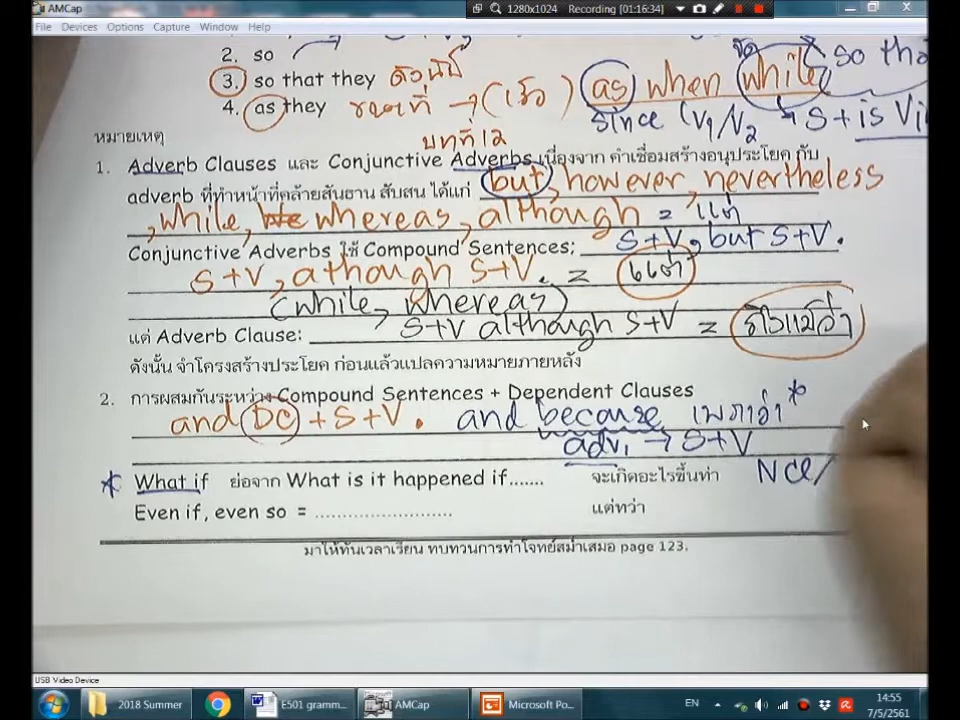 AMCap
1280x1024 Recording [01:16:34]
File Devices Options Capture Window Help
2. so
3. so that they ดังนั้น
4. as they ขณะที่ → (เร็ว) as when while so tha
since (V1/V2 S + is Vi
หมายเหตุ
บทที่ 12
1. Adverb Clauses และ Conjunctive Adverbs เนื่องจาก คำเชื่อมสร้างอนุประโยค กับ
adverb ที่ทำหน้าที่คล้ายสันธาน สับสน ได้แก่ but, however, nevertheless
, while, whereas, although = , แต่
Conjunctive Adverbs ใช้ Compound Sentences: S+V, but S+V.
S+V, athough S+V. = แต่
(while, whereas)
แต่ Adverb Clause: S+V although S+V = ถึงแม้ว่า
ดังนั้น จำโครงสร้างประโยค ก่อนแล้วแปลความหมายภายหลัง
2. การผสมกันระหว่าง Compound Sentences + Dependent Clauses
and DC + S+V. and because เพราะว่า *
adv. → S+V
* What if ย่อจาก What is it happened if....... จะเกิดอะไรขึ้นถ้า NCl/
Even if, even so = ........................... แต่ทว่า
มาให้ทันเวลาเรียน ทบทวนการทำโจทย์สม่ำเสมอ page 123.
USB Video Device
2018 Summer E501 gramm... AMCap Microsoft Po... EN 14:55
7/5/2561